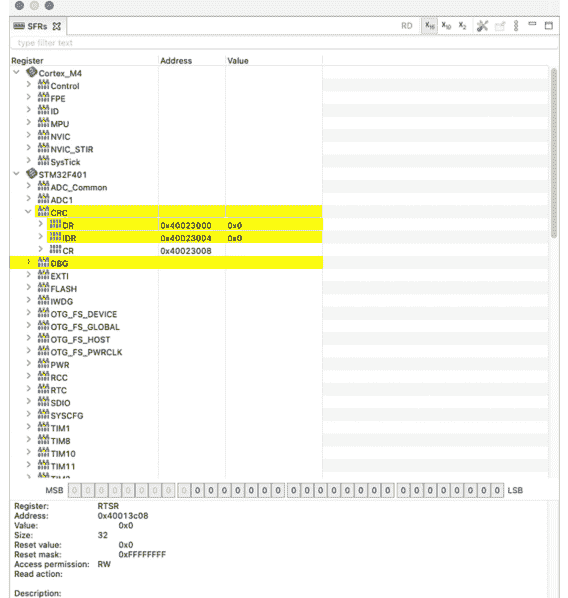 SFRs
RD X16 X10 X2
type filter text
Register Address Value
Cortex_M4
Control
FPE
ID
MPU
NVIC
NVIC_STIR
SysTick
STM32F401
ADC_Common
ADC1
CRC
DR 0x40023000 0x0
IDR 0x40023004 0x0
CR 0x40023008
DBG
EXTI
FLASH
IWDG
OTG_FS_DEVICE
OTG_FS_GLOBAL
OTG_FS_HOST
OTG_FS_PWRCLK
PWR
RCC
RTC
SDIO
SYSCFG
TIM1
TIM8
TIM10
TIM11
MSB 0 0 0 0 0 0 0 0 0 0 0 0 0 0 0 0 0 0 0 0 0 0 0 0 0 0 0 0 0 0 0 0 LSB
Register: RTSR
Address: 0x40013c08
Value: 0x0
Size: 32
Reset value: 0x0
Reset mask: 0xFFFFFFFF
Access permission: RW
Read action:
Description: